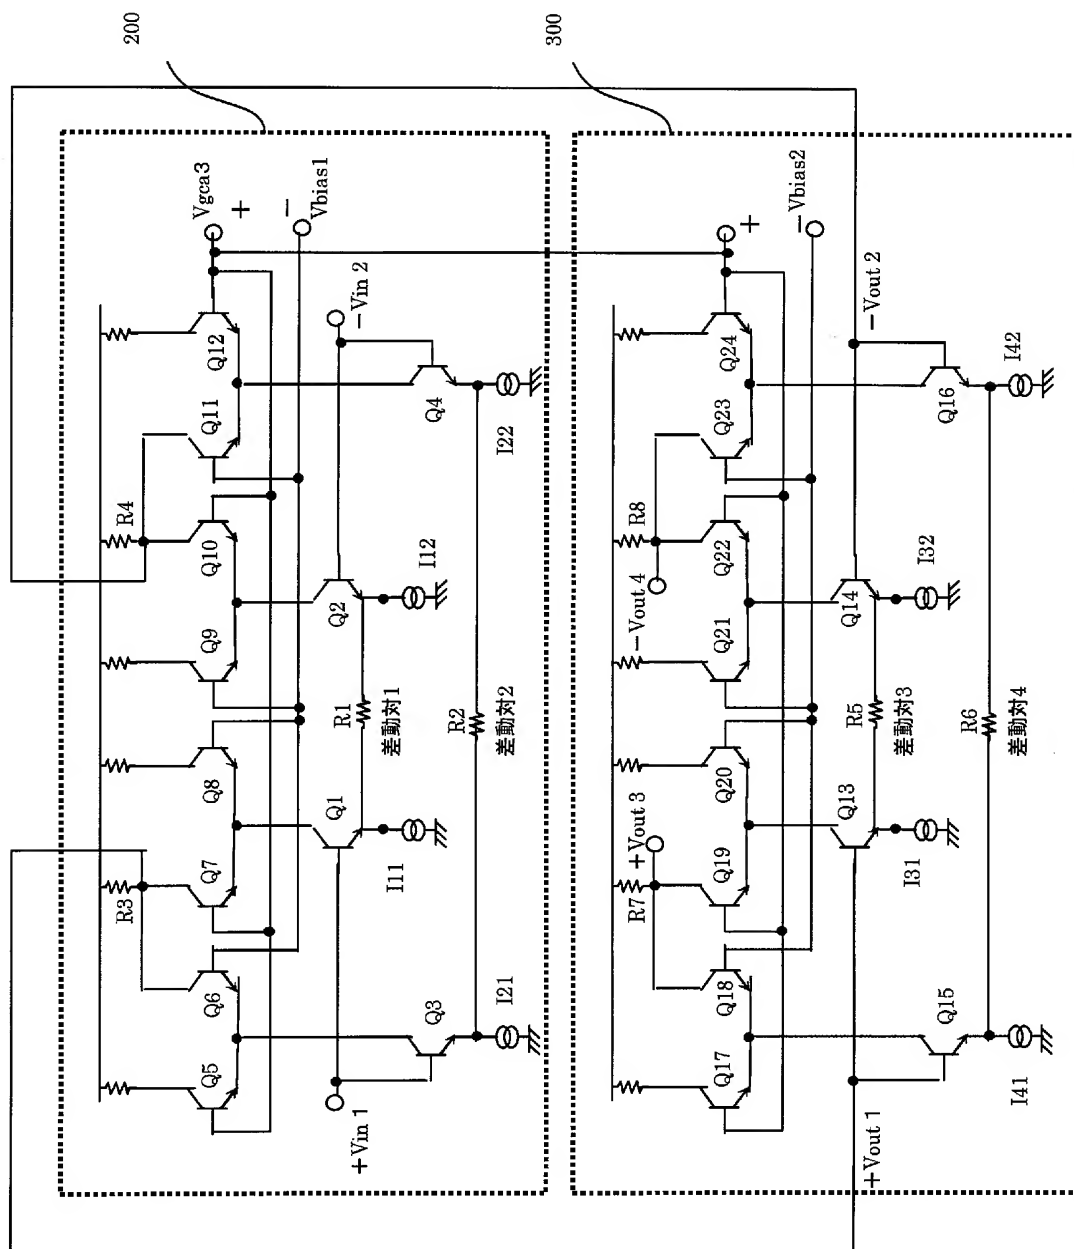 200
300
Vgca3
+
−
Vbias1
Q12
Q11
R4
Q10
Q9
Q8
Q7
R3
Q6
Q5
−Vin 2
Q4
I22
I12
Q2
R1
差動対1
R2
差動対2
Q1
I11
Q3
I21
+Vin 1
+
−Vbias2
Q24
Q23
R8
Q22
−Vout 4
Q21
Q20
+Vout 3
R7
Q19
Q18
Q17
−Vout 2
Q16
I42
I32
Q14
R5
差動対3
R6
差動対4
Q13
I31
Q15
I41
+Vout 1